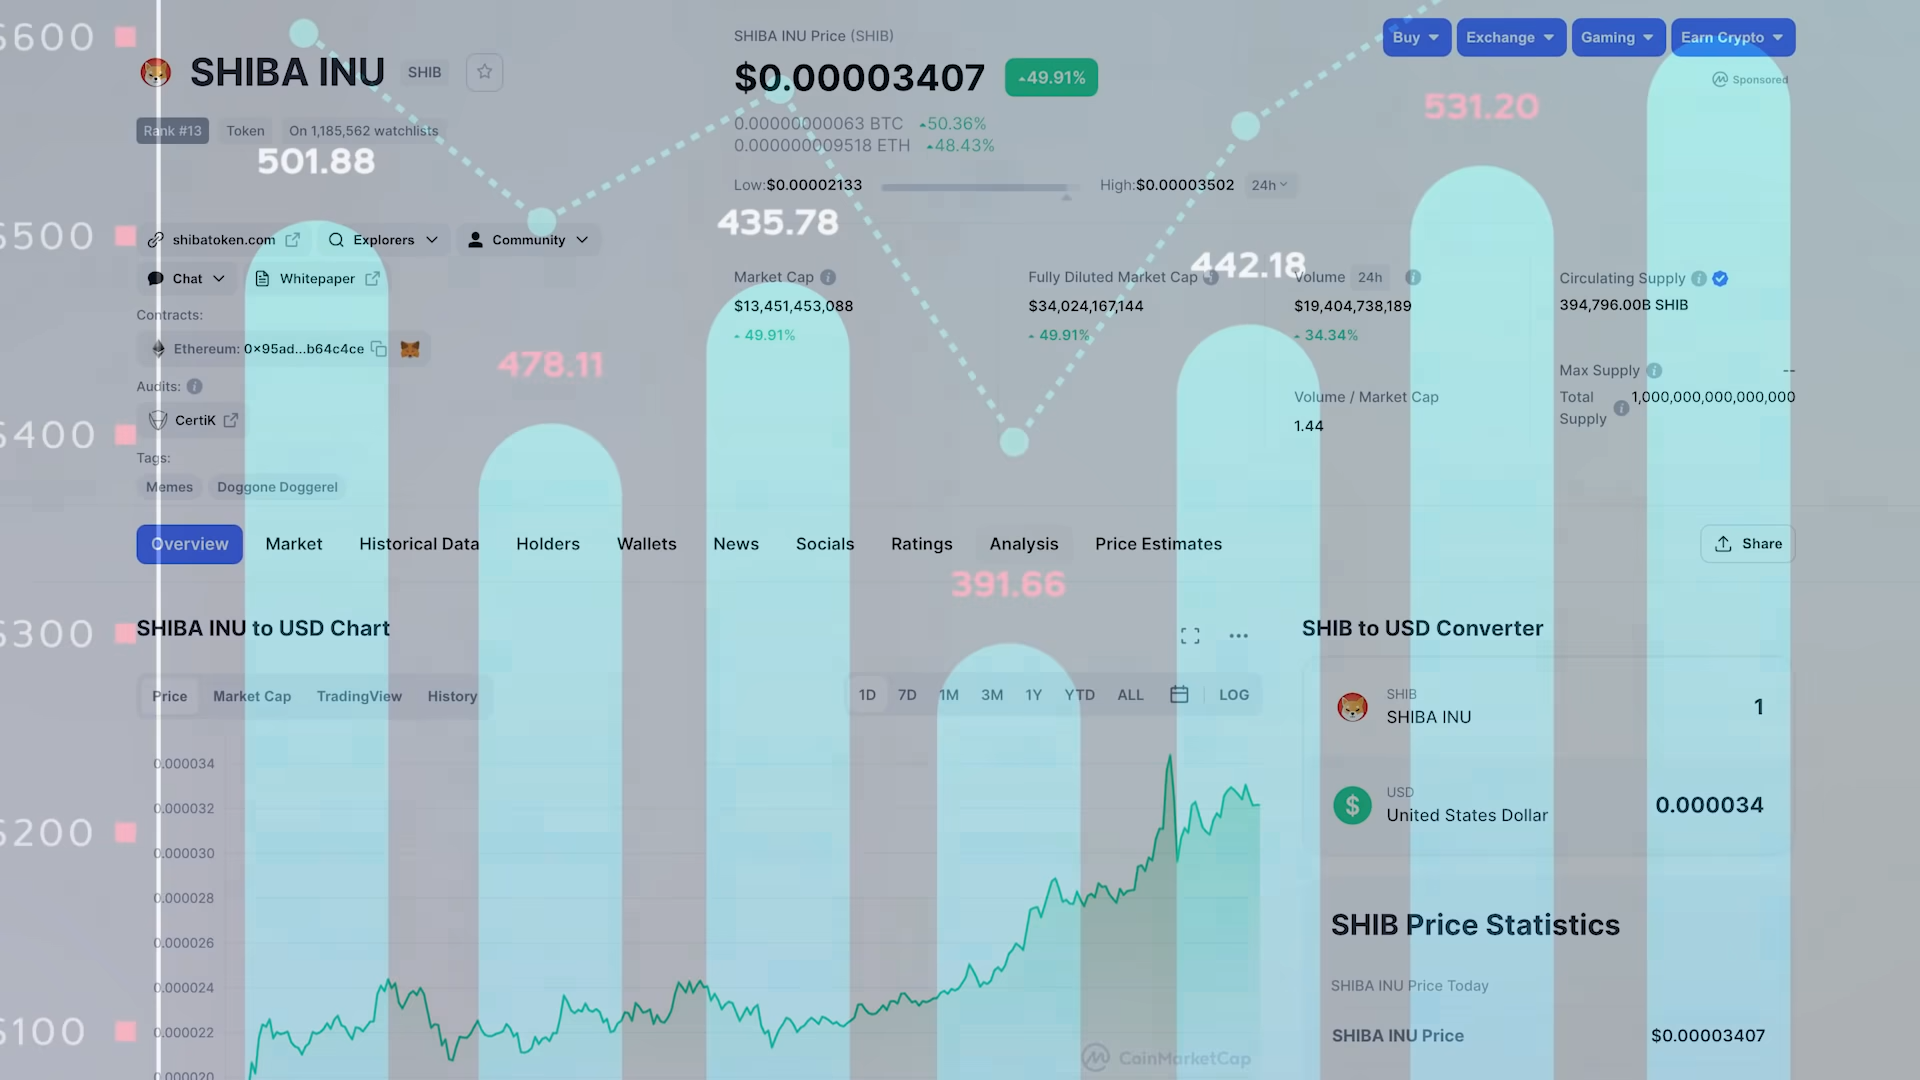 $600
SHIBA INU SHIB
Rank #13 Token On 1,185,562 watchlists
501.88
SHIBA INU Price (SHIB)
$0.00003407 49.91%
0.00000000063 BTC 50.36%
0.000000009518 ETH 48.43%
Low:$0.00002133 High:$0.00003502 24h
Buy Exchange Gaming Earn Crypto
Sponsored
531.20
435.78
442.18
$500
shibatoken.com Explorers Community
Chat Whitepaper
Contracts:
Ethereum: 0x95ad...b64c4ce
Audits:
CertiK
Tags:
Memes Doggone Doggerel
478.11
Market Cap
$13,451,453,088
49.91%
Fully Diluted Market Cap
$34,024,167,144
49.91%
Volume 24h
$19,404,738,189
34.34%
Volume / Market Cap
1.44
Circulating Supply
394,796.00B SHIB
Max Supply --
Total Supply 1,000,000,000,000,000
$400
Overview Market Historical Data Holders Wallets News Socials Ratings Analysis Price Estimates
Share
391.66
$300
SHIBA INU to USD Chart
Price Market Cap TradingView History
1D 7D 1M 3M 1Y YTD ALL LOG
SHIB to USD Converter
SHIB
SHIBA INU
1
USD
United States Dollar
0.000034
$
0.000034
0.000032
$200
0.000030
0.000028
0.000026
0.000024
0.000022
$100
0.000020
CoinMarketCap
SHIB Price Statistics
SHIBA INU Price Today
SHIBA INU Price $0.00003407